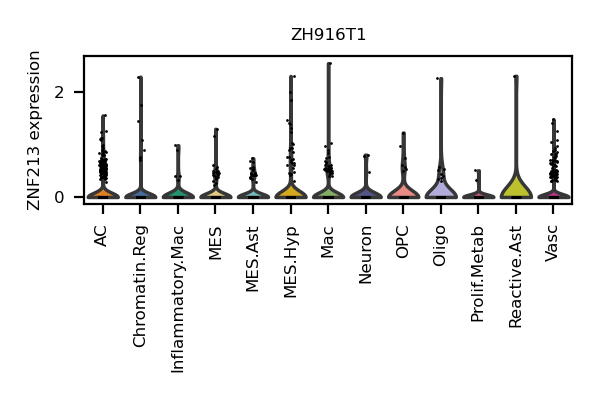 ZH916T1
ZNF213 expression
2
0
AC
Chromatin.Reg
Inflammatory.Mac
MES
MES.Ast
MES.Hyp
Mac
Neuron
OPC
Oligo
Prolif.Metab
Reactive.Ast
Vasc